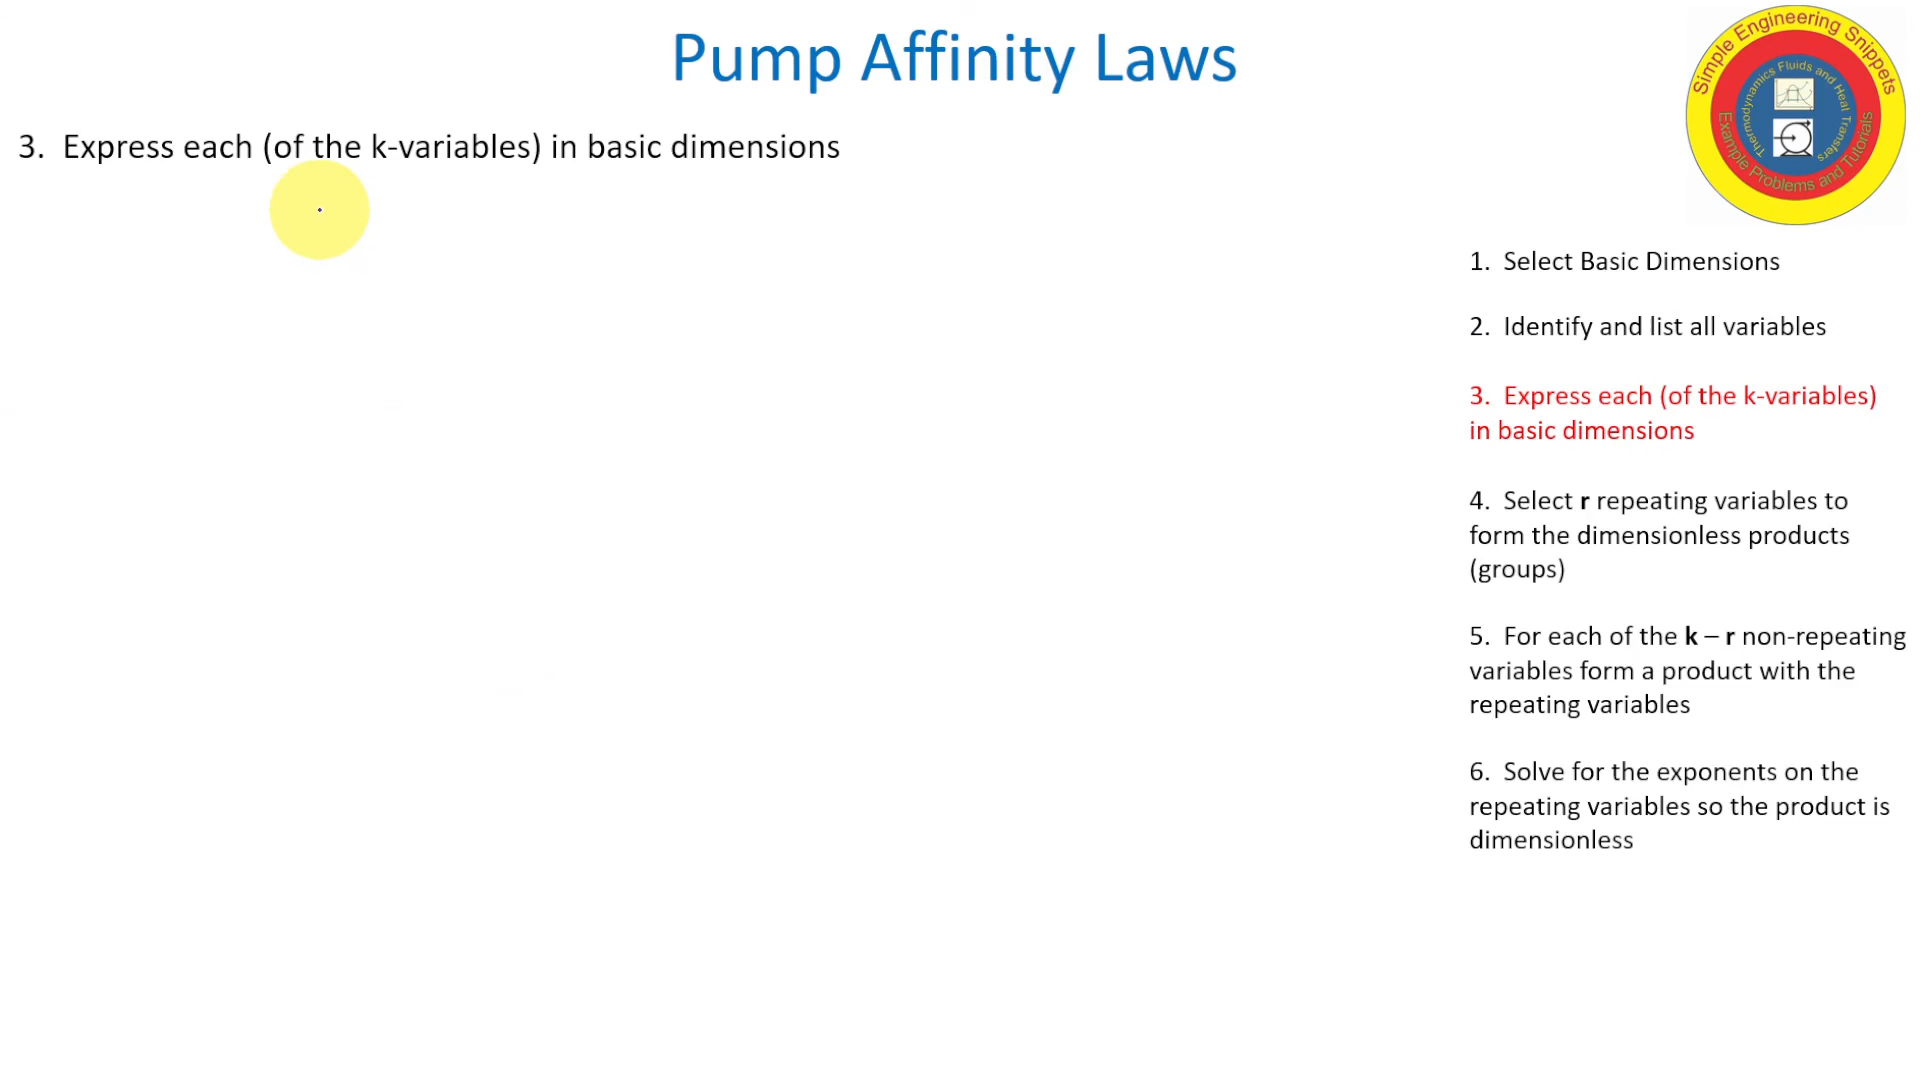 Pump Affinity Laws
Simple Engineering Snippets
Thermodynamics Fluids and Heat Transfers
Example Problems and Tutorials
3. Express each (of the k-variables) in basic dimensions
1. Select Basic Dimensions
2. Identify and list all variables
3. Express each (of the k-variables)
in basic dimensions
4. Select r repeating variables to
form the dimensionless products
(groups)
5. For each of the k – r non-repeating
variables form a product with the
repeating variables
6. Solve for the exponents on the
repeating variables so the product is
dimensionless